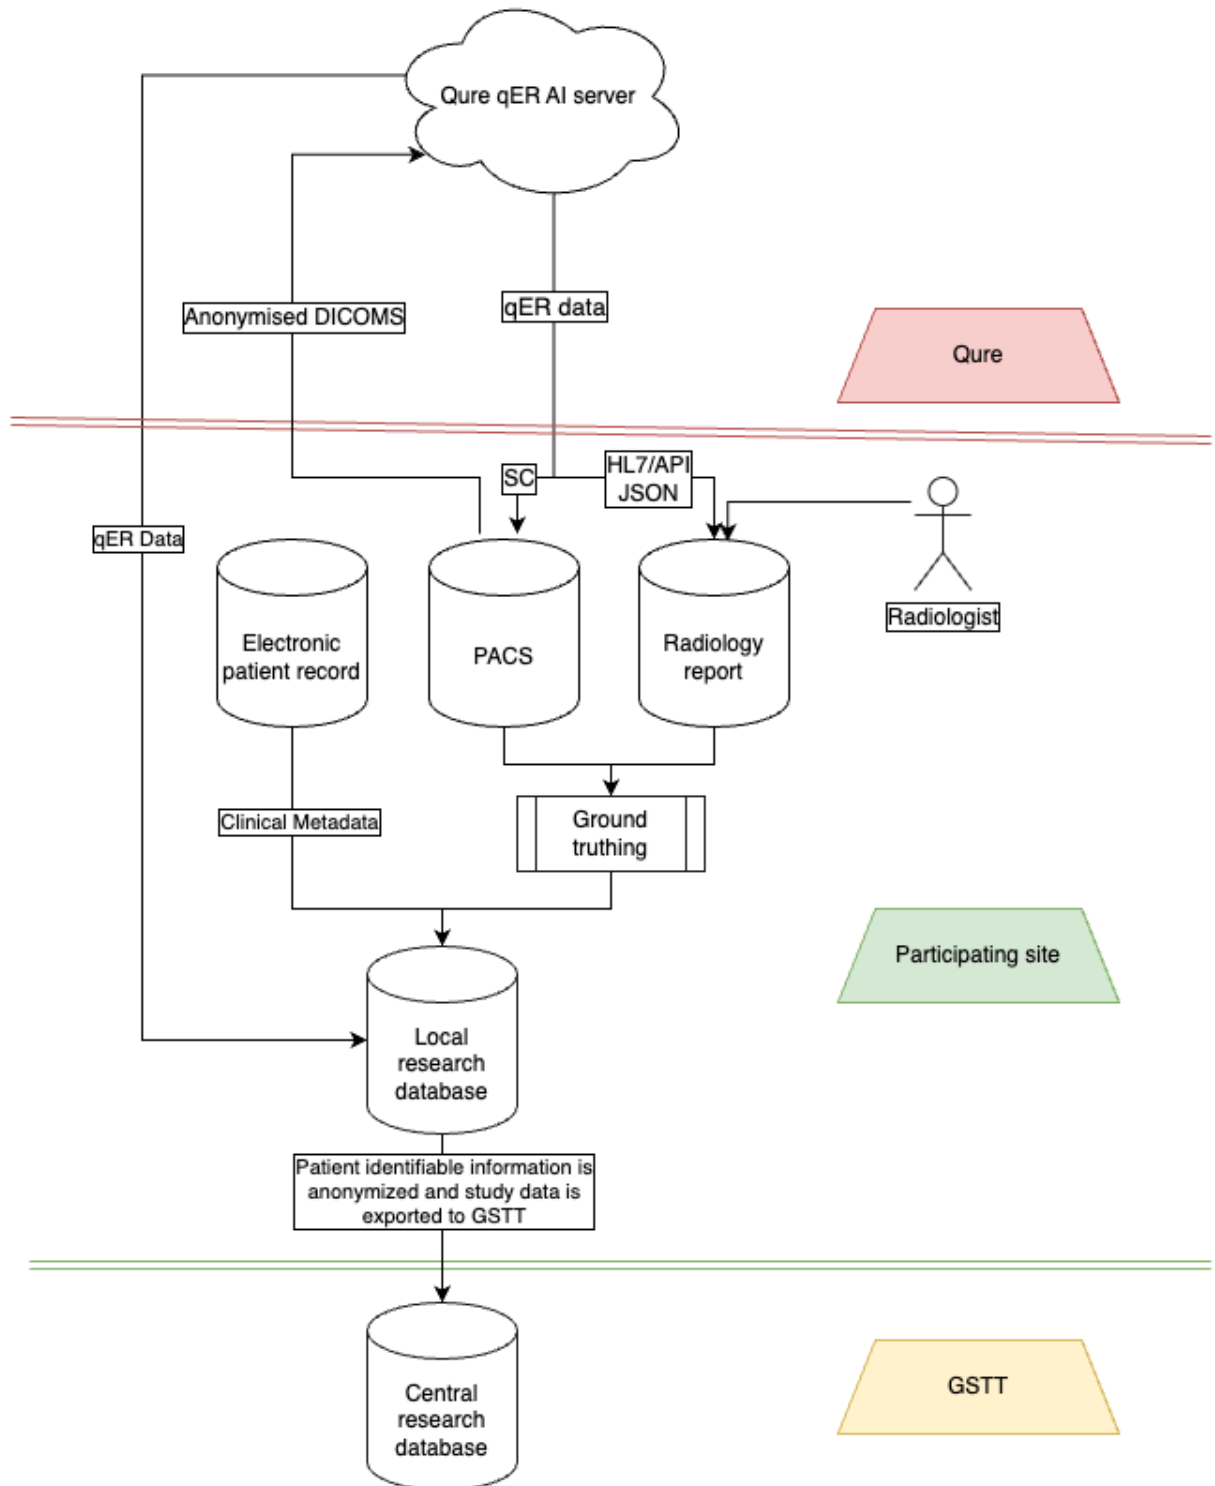 Qure qER AI server
Anonymised DICOMS
qER data
Qure
SC
HL7/API
JSON
qER Data
Radiologist
Electronic
patient record
PACS
Radiology
report
Clinical Metadata
Ground
truthing
Participating site
Local
research
database
Patient identifiable information is
anonymized and study data is
exported to GSTT
GSTT
Central
research
database